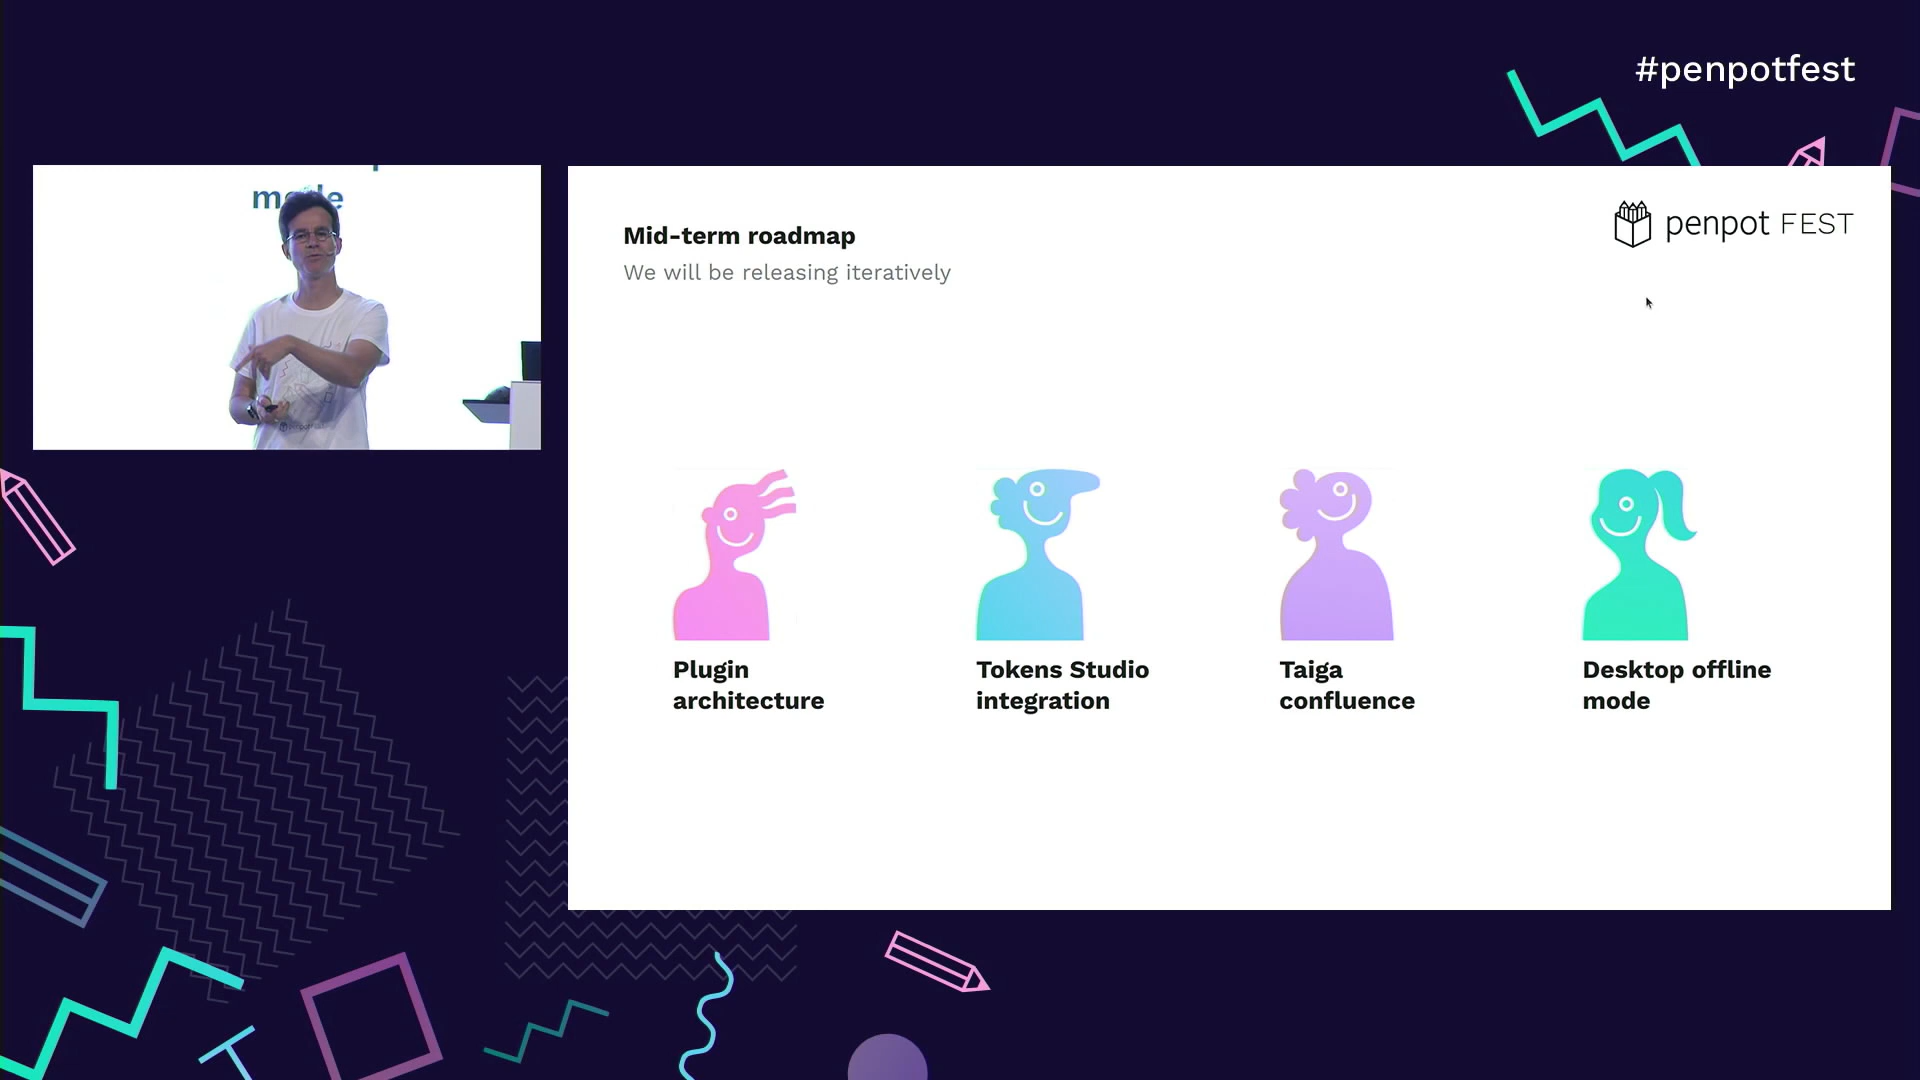 #penpotfest
penpot FEST
Mid-term roadmap
We will be releasing iteratively
Plugin
architecture
Tokens Studio
integration
Taiga
confluence
Desktop offline
mode